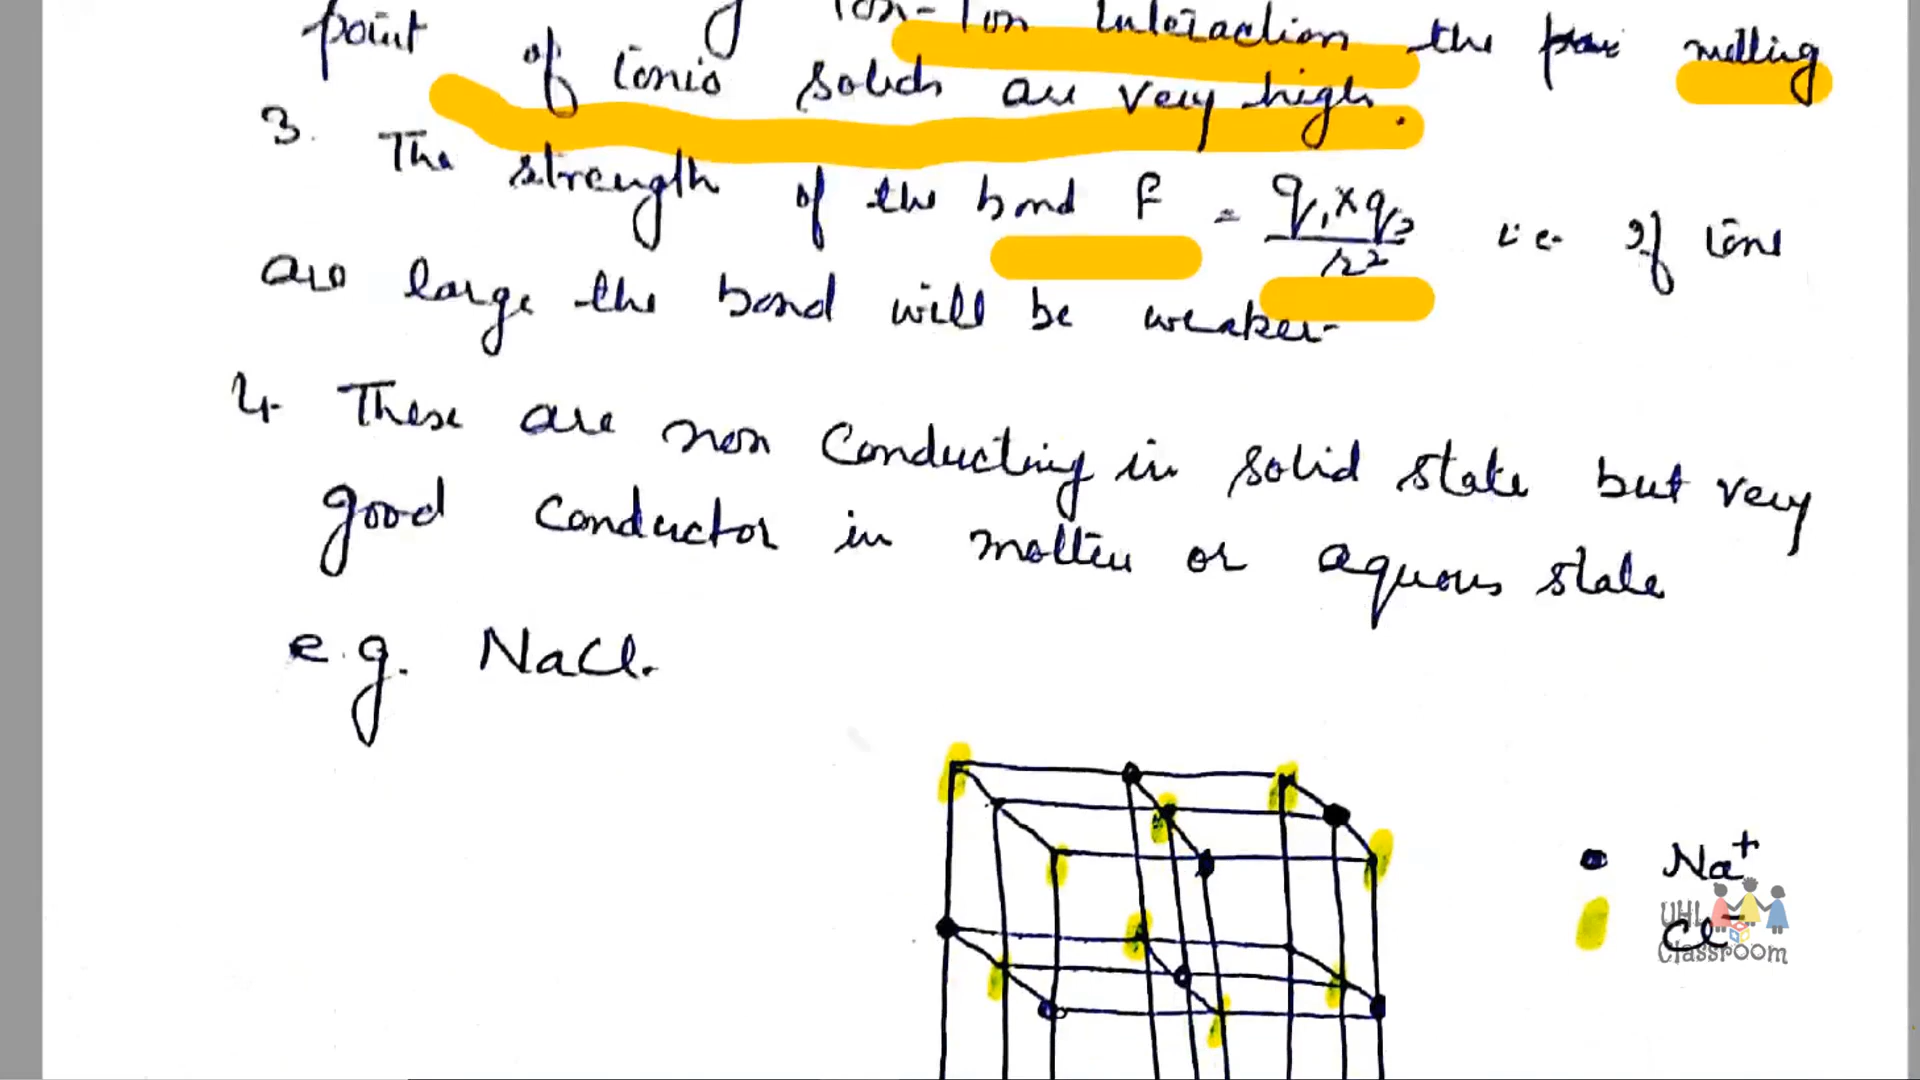 Ion-Ion Interaction the melting
point of ionic solids are very high.
3. The strength of the bond F = q₁×q₂/r² i.e. If ions
are large the bond will be weaker
4. These are non Conducting in solid state but very
good conductor in molten or aquous state
e.g. NaCl.
Na⁺
Cl⁻
UHL
Classroom